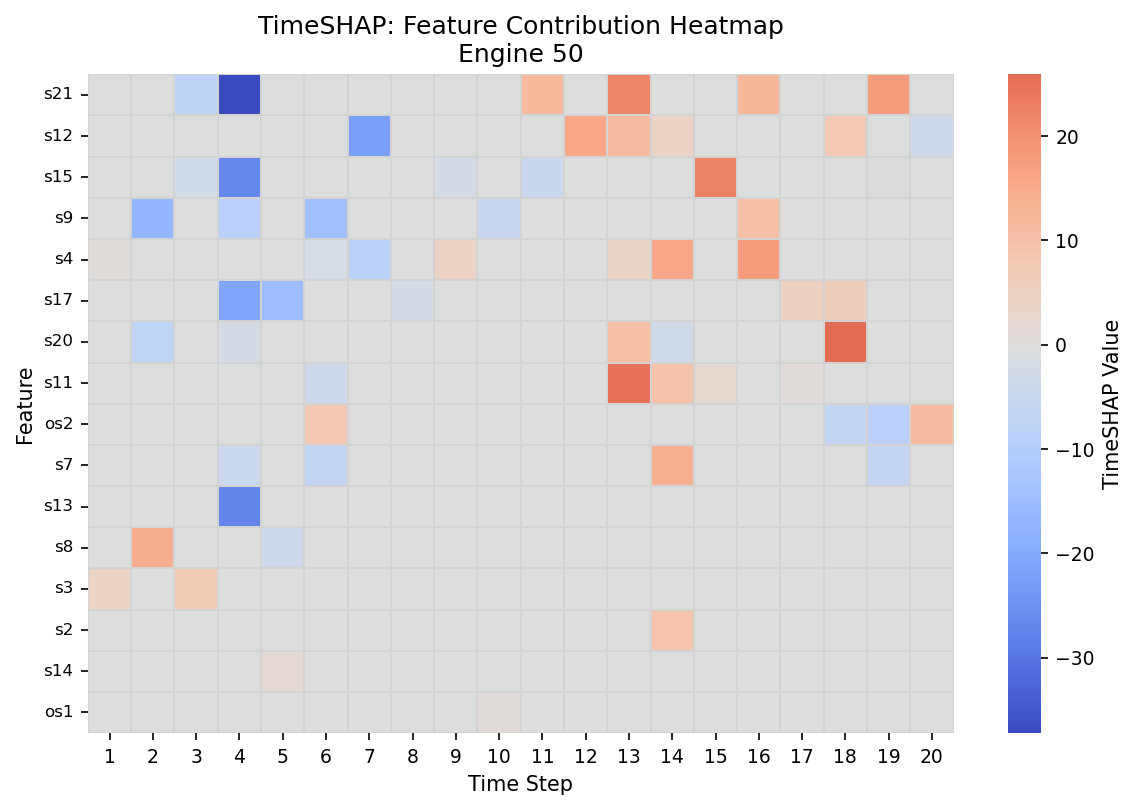 TimeSHAP: Feature Contribution Heatmap
Engine 50
Feature
s21
s12
s15
s9
s4
s17
s20
s11
os2
s7
s13
s8
s3
s2
s14
os1
1 2 3 4 5 6 7 8 9 10 11 12 13 14 15 16 17 18 19 20
Time Step
20
10
0
−10
−20
−30
TimeSHAP Value